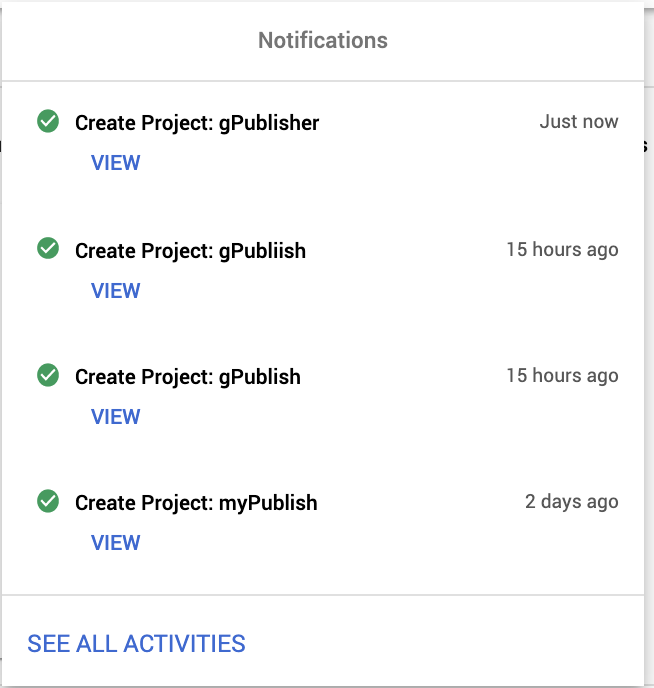 Notifications
Create Project: gPublisher Just now
VIEW
Create Project: gPubliish 15 hours ago
VIEW
Create Project: gPublish 15 hours ago
VIEW
Create Project: myPublish 2 days ago
VIEW
SEE ALL ACTIVITIES